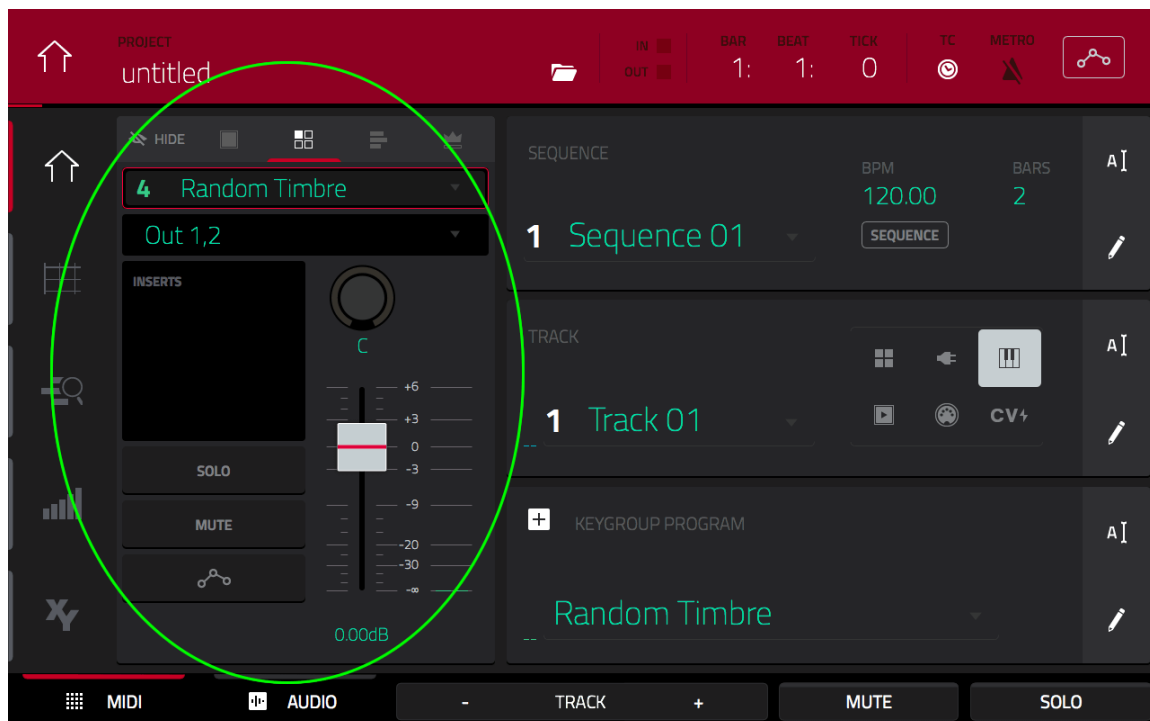 PROJECT
untitled
IN
OUT
BAR BEAT TICK
1: 1: 0
TC
METRO
HIDE
4 Random Timbre
Out 1,2
INSERTS
C
+6
+3
0
-3
-9
-20
-30
-∞
SOLO
MUTE
0.00dB
SEQUENCE
1 Sequence 01
BPM
120.00
BARS
2
SEQUENCE
A
TRACK
1 Track 01
CV
A
KEYGROUP PROGRAM
Random Timbre
A
XY
MIDI AUDIO - TRACK + MUTE SOLO